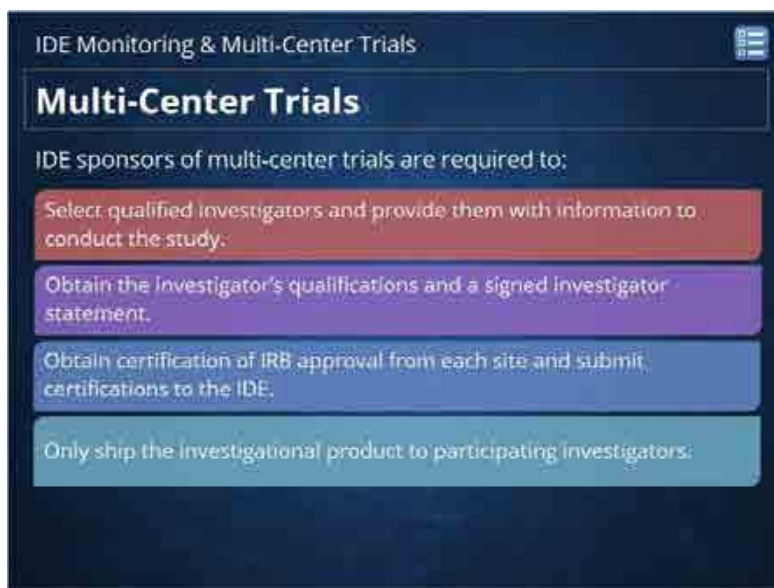 IDE Monitoring & Multi-Center Trials
Multi-Center Trials
IDE sponsors of multi-center trials are required to:
Select qualified investigators and provide them with information to
conduct the study.
Obtain the investigator's qualifications and a signed investigator
statement.
Obtain certification of IRB approval from each site and submit
certifications to the IDE.
Only ship the investigational product to participating investigators.